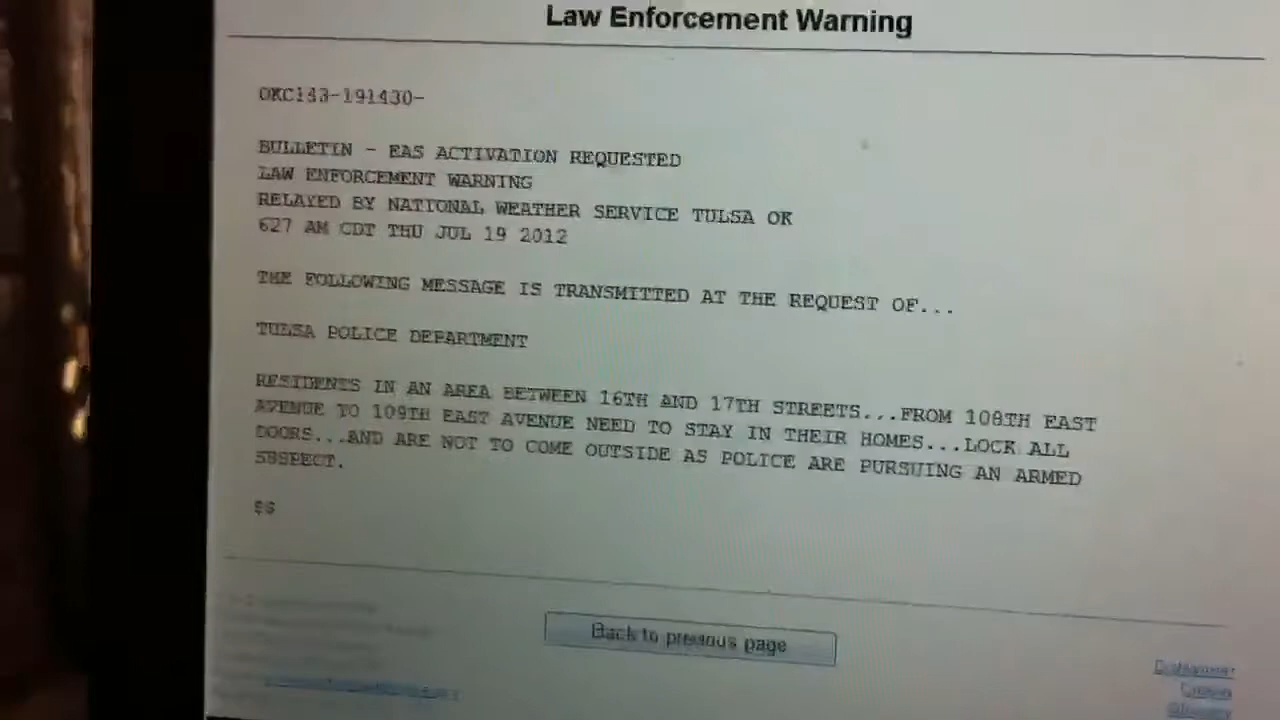 Law Enforcement Warning
OKC143-191430-
BULLETIN - EAS ACTIVATION REQUESTED
LAW ENFORCEMENT WARNING
RELAYED BY NATIONAL WEATHER SERVICE TULSA OK
627 AM CDT THU JUL 19 2012
THE FOLLOWING MESSAGE IS TRANSMITTED AT THE REQUEST OF...
TULSA POLICE DEPARTMENT
RESIDENTS IN AN AREA BETWEEN 16TH AND 17TH STREETS...FROM 108TH EAST
AVENUE TO 109TH EAST AVENUE NEED TO STAY IN THEIR HOMES...LOCK ALL
DOORS...AND ARE NOT TO COME OUTSIDE AS POLICE ARE PURSUING AN ARMED
SUSPECT.
$$
Back to previous page
Disclaimer
Credits
Glossary